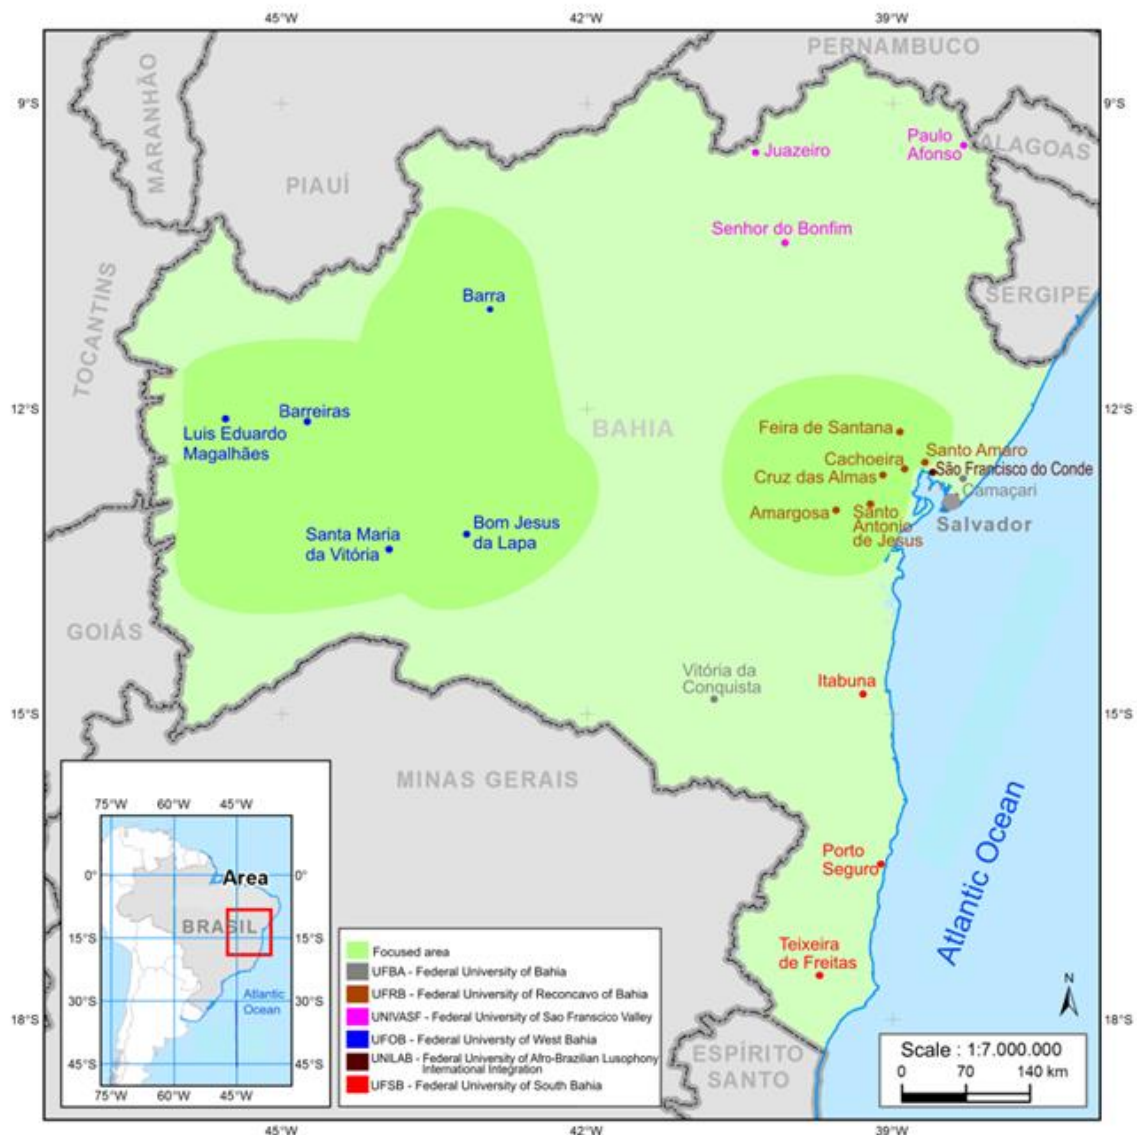 45°W
42°W
39°W
PERNAMBUCO
9°S
9°S
MARANHÃO
Paulo
Afonso
ALAGOAS
Juazeiro
PIAUÍ
Senhor do Bonfim
TOCANTINS
SERGIPE
Barra
12°S
12°S
Barreiras
Luis Eduardo
Magalhães
BAHIA
Feira de Santana
Santo Amaro
Cachoeira
São Francisco do Conde
Cruz das Almas
Camaçari
Amargosa
Santo
Antonio
de Jesus
Salvador
Santa Maria
da Vitória
Bom Jesus
da Lapa
GOIÁS
Vitória da
Conquista
Itabuna
15°S
15°S
MINAS GERAIS
Atlantic Ocean
Porto
Seguro
Teixeira
de Freitas
18°S
18°S
ESPÍRITO
SANTO
75°W
60°W
45°W
0°
0°
Area
BRASIL
15°S
15°S
Atlantic
Ocean
30°S
30°S
45°S
45°S
75°W
60°W
45°W
Focused area
UFBA - Federal University of Bahia
UFRB - Federal University of Reconcavo of Bahia
UNIVASF - Federal University of Sao Franscico Valley
UFOB - Federal University of West Bahia
UNILAB - Federal University of Afro-Brazilian Lusophony
International Integration
UFSB - Federal University of South Bahia
N
Scale : 1:7.000.000
0
70
140 km
45°W
42°W
39°W